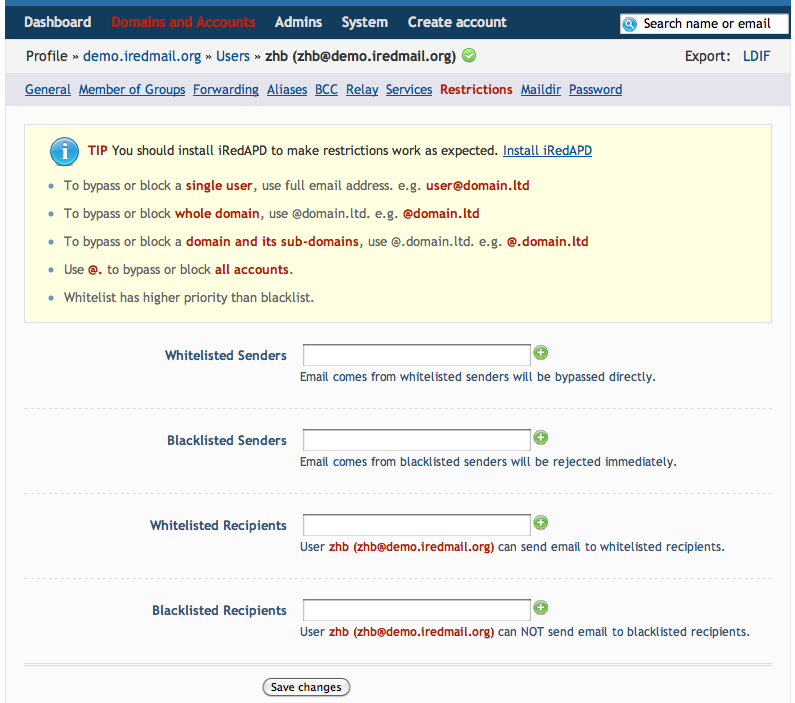 Dashboard Domains and Accounts Admins System Create account Search name or email
Profile » demo.iredmail.org » Users » zhb (zhb@demo.iredmail.org) Export: LDIF
General Member of Groups Forwarding Aliases BCC Relay Services Restrictions Maildir Password
TIP You should install iRedAPD to make restrictions work as expected. Install iRedAPD
To bypass or block a single user, use full email address. e.g. user@domain.ltd
To bypass or block whole domain, use @domain.ltd. e.g. @domain.ltd
To bypass or block a domain and its sub-domains, use @.domain.ltd. e.g. @.domain.ltd
Use @. to bypass or block all accounts.
Whitelist has higher priority than blacklist.
Whitelisted Senders
Email comes from whitelisted senders will be bypassed directly.
Blacklisted Senders
Email comes from blacklisted senders will be rejected immediately.
Whitelisted Recipients
User zhb (zhb@demo.iredmail.org) can send email to whitelisted recipients.
Blacklisted Recipients
User zhb (zhb@demo.iredmail.org) can NOT send email to blacklisted recipients.
Save changes